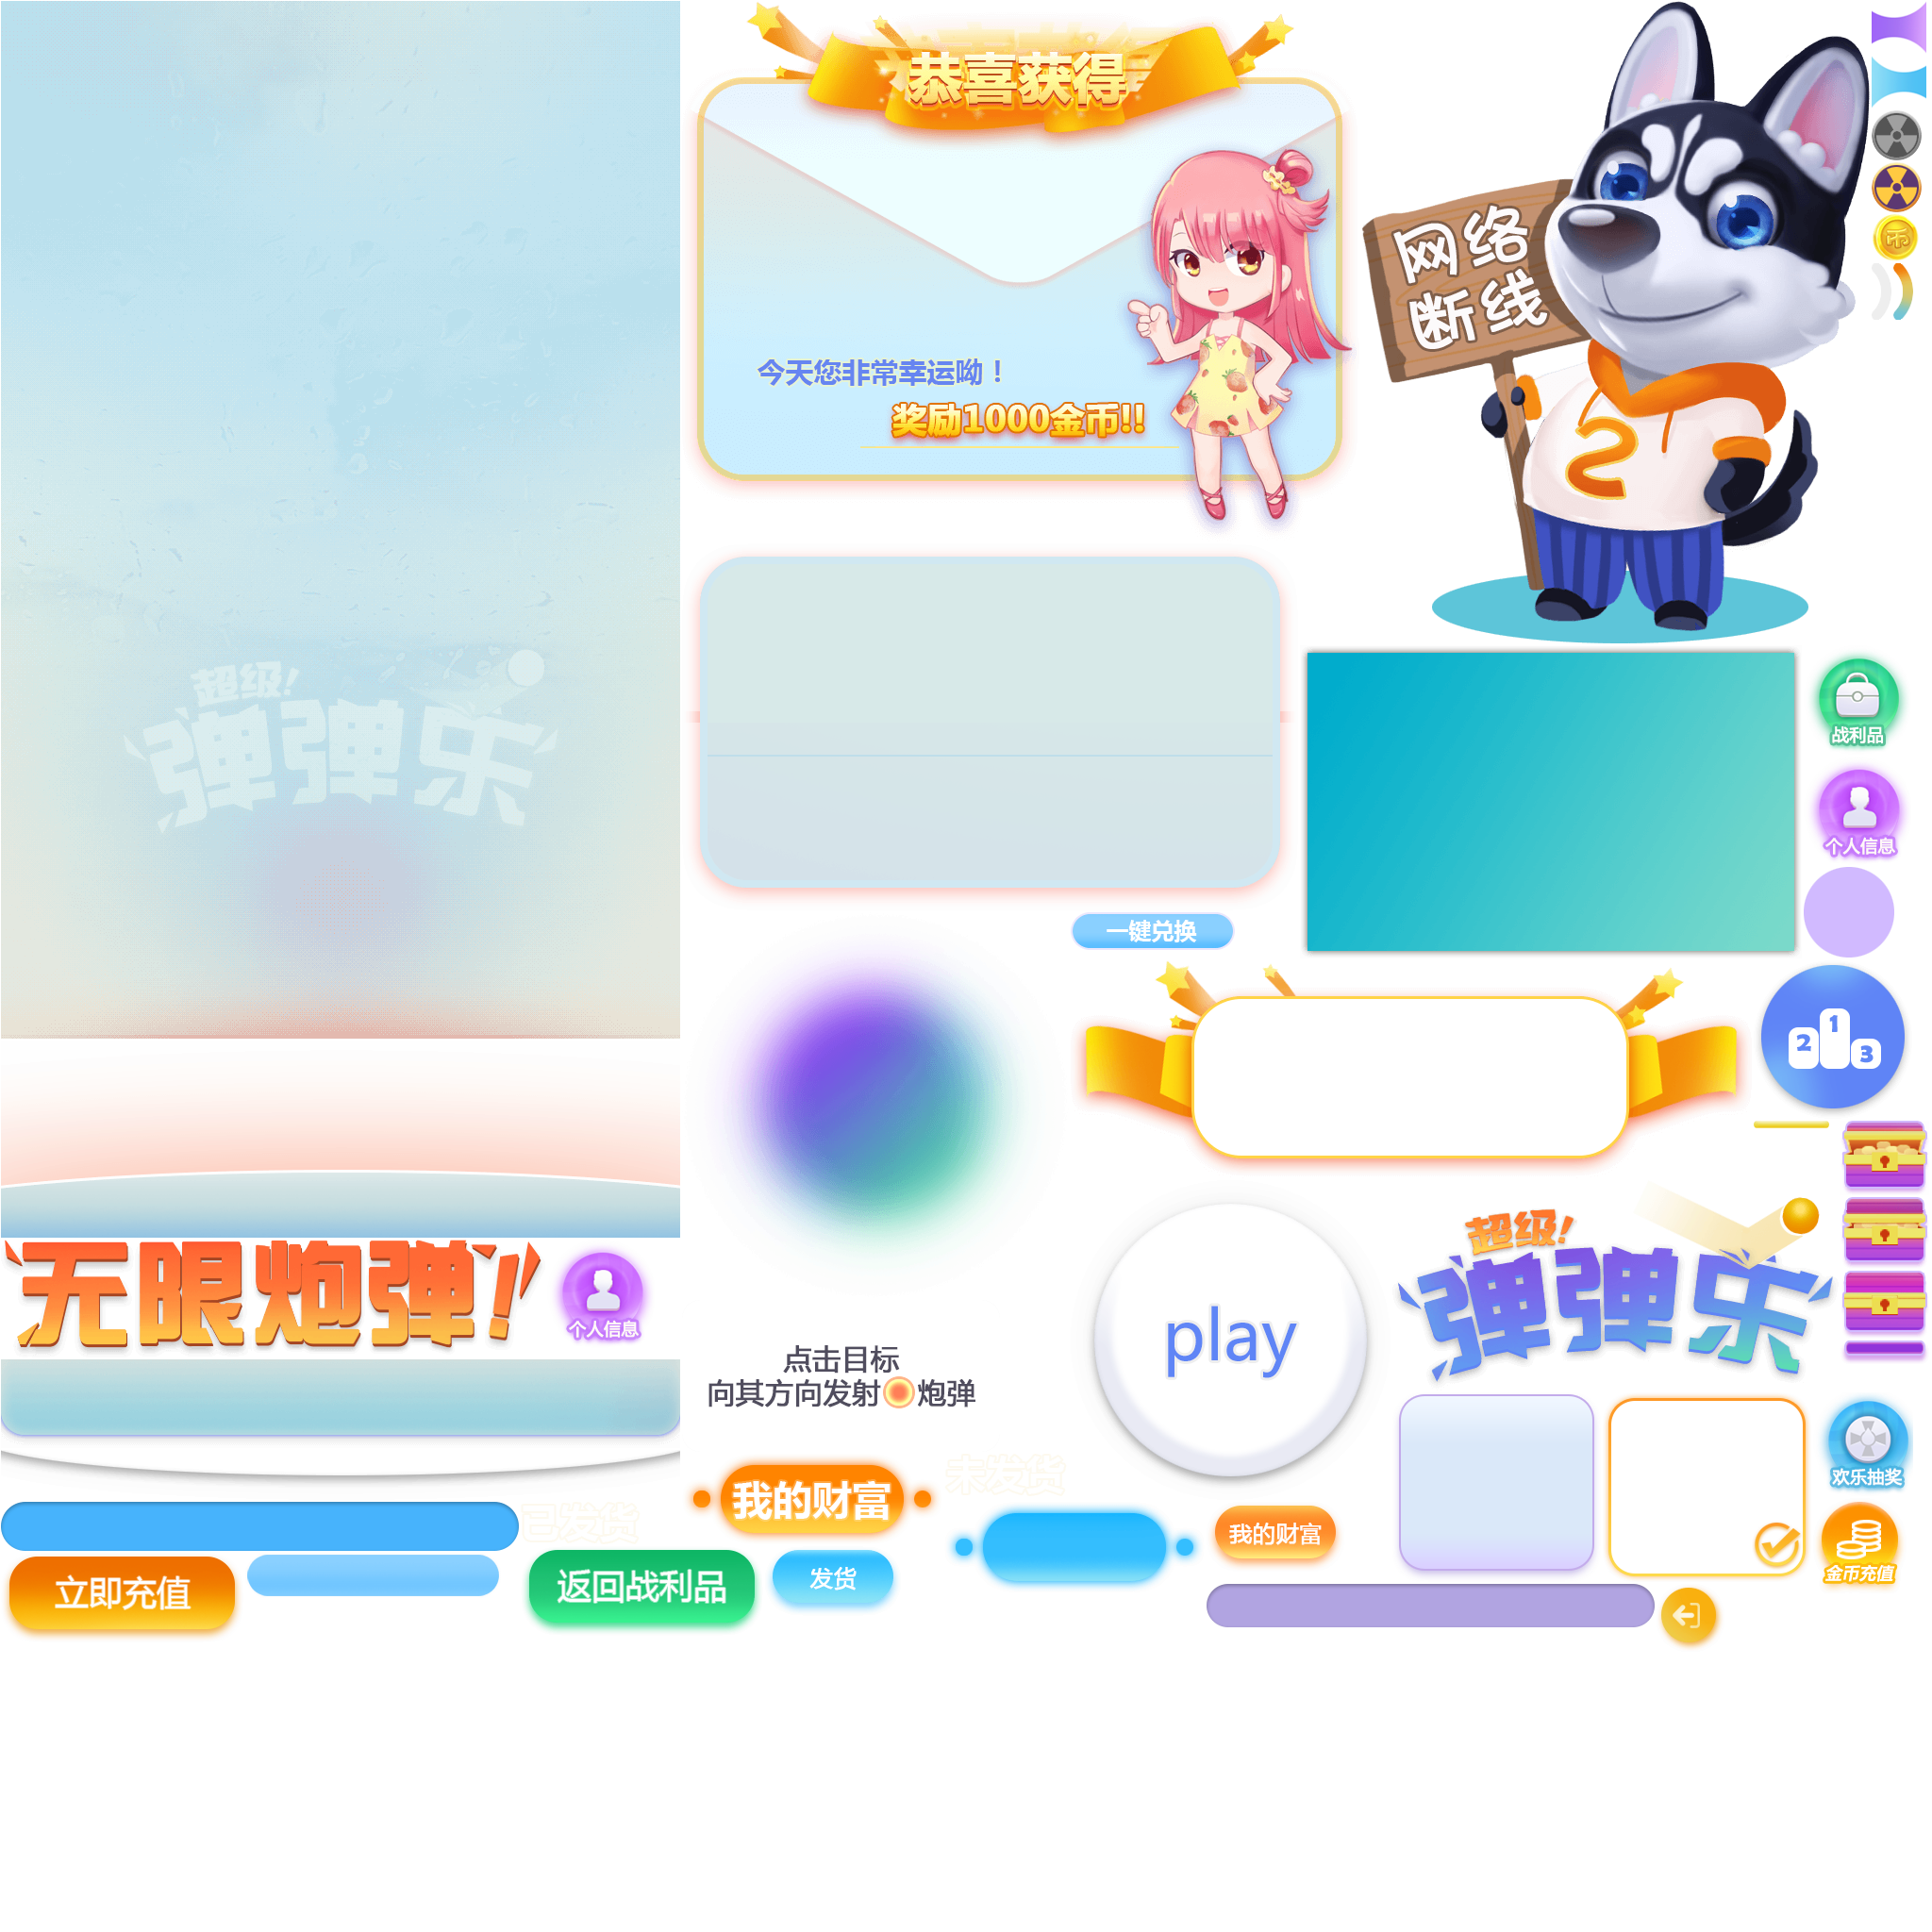 恭喜获得
今天您非常幸运呦！
奖励1000金币!!
网络
断线
2
币
超级!
弹弹乐
战利品
个人信息
一键兑换
1
2
3
无限炮弹!
个人信息
点击目标
向其方向发射炮弹
play
超级!
弹弹乐
未发货
我的财富
已发货
我的财富
欢乐抽奖
金币充值
立即充值
返回战利品
发货